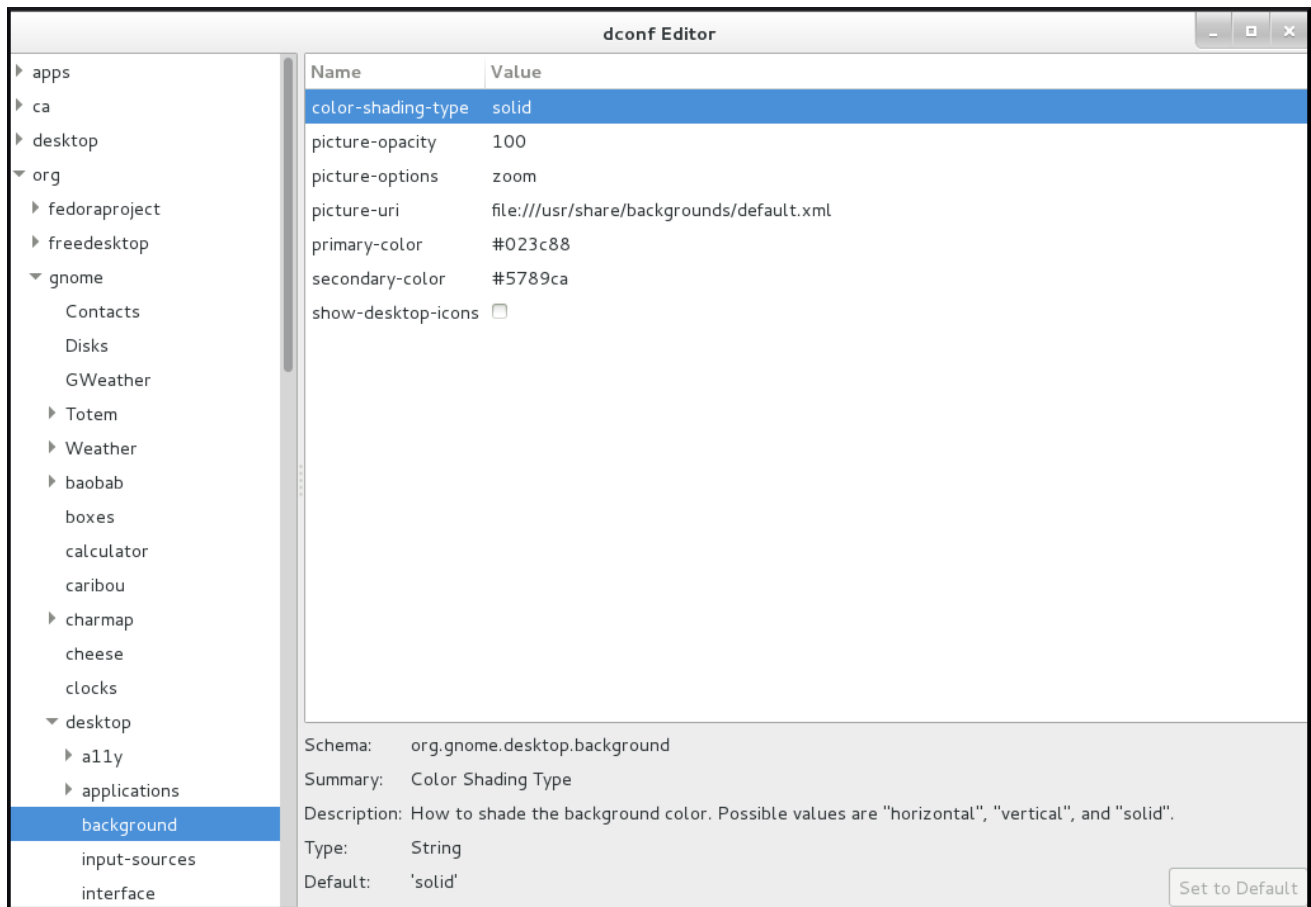 dconf Editor
apps
ca
desktop
org
fedoraproject
freedesktop
gnome
Contacts
Disks
GWeather
Totem
Weather
baobab
boxes
calculator
caribou
charmap
cheese
clocks
desktop
a11y
applications
background
input-sources
interface
Name Value
color-shading-type solid
picture-opacity 100
picture-options zoom
picture-uri file:///usr/share/backgrounds/default.xml
primary-color #023c88
secondary-color #5789ca
show-desktop-icons
Schema: org.gnome.desktop.background
Summary: Color Shading Type
Description: How to shade the background color. Possible values are "horizontal", "vertical", and "solid".
Type: String
Default: 'solid'
Set to Default